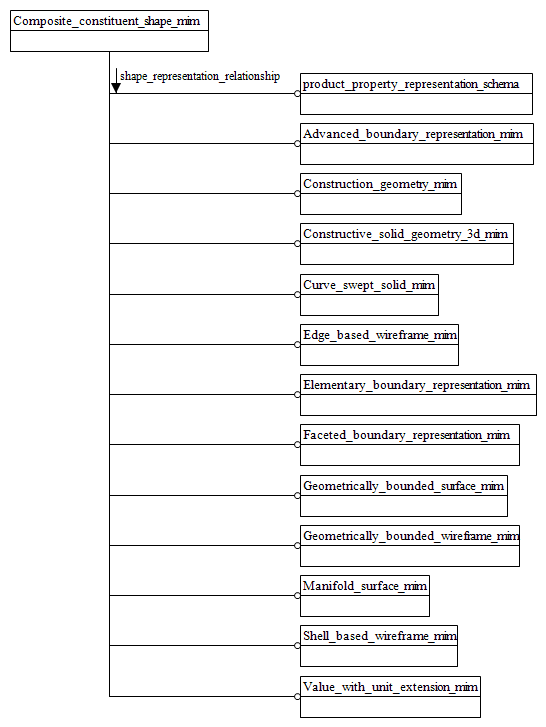 Composite_constituent_shape_mim
shape_representation_relationship
product_property_representation_schema
Advanced_boundary_representation_mim
Construction_geometry_mim
Constructive_solid_geometry_3d_mim
Curve_swept_solid_mim
Edge_based_wireframe_mim
Elementary_boundary_representation_mim
Faceted_boundary_representation_mim
Geometrically_bounded_surface_mim
Geometrically_bounded_wireframe_mim
Manifold_surface_mim
Shell_based_wireframe_mim
Value_with_unit_extension_mim